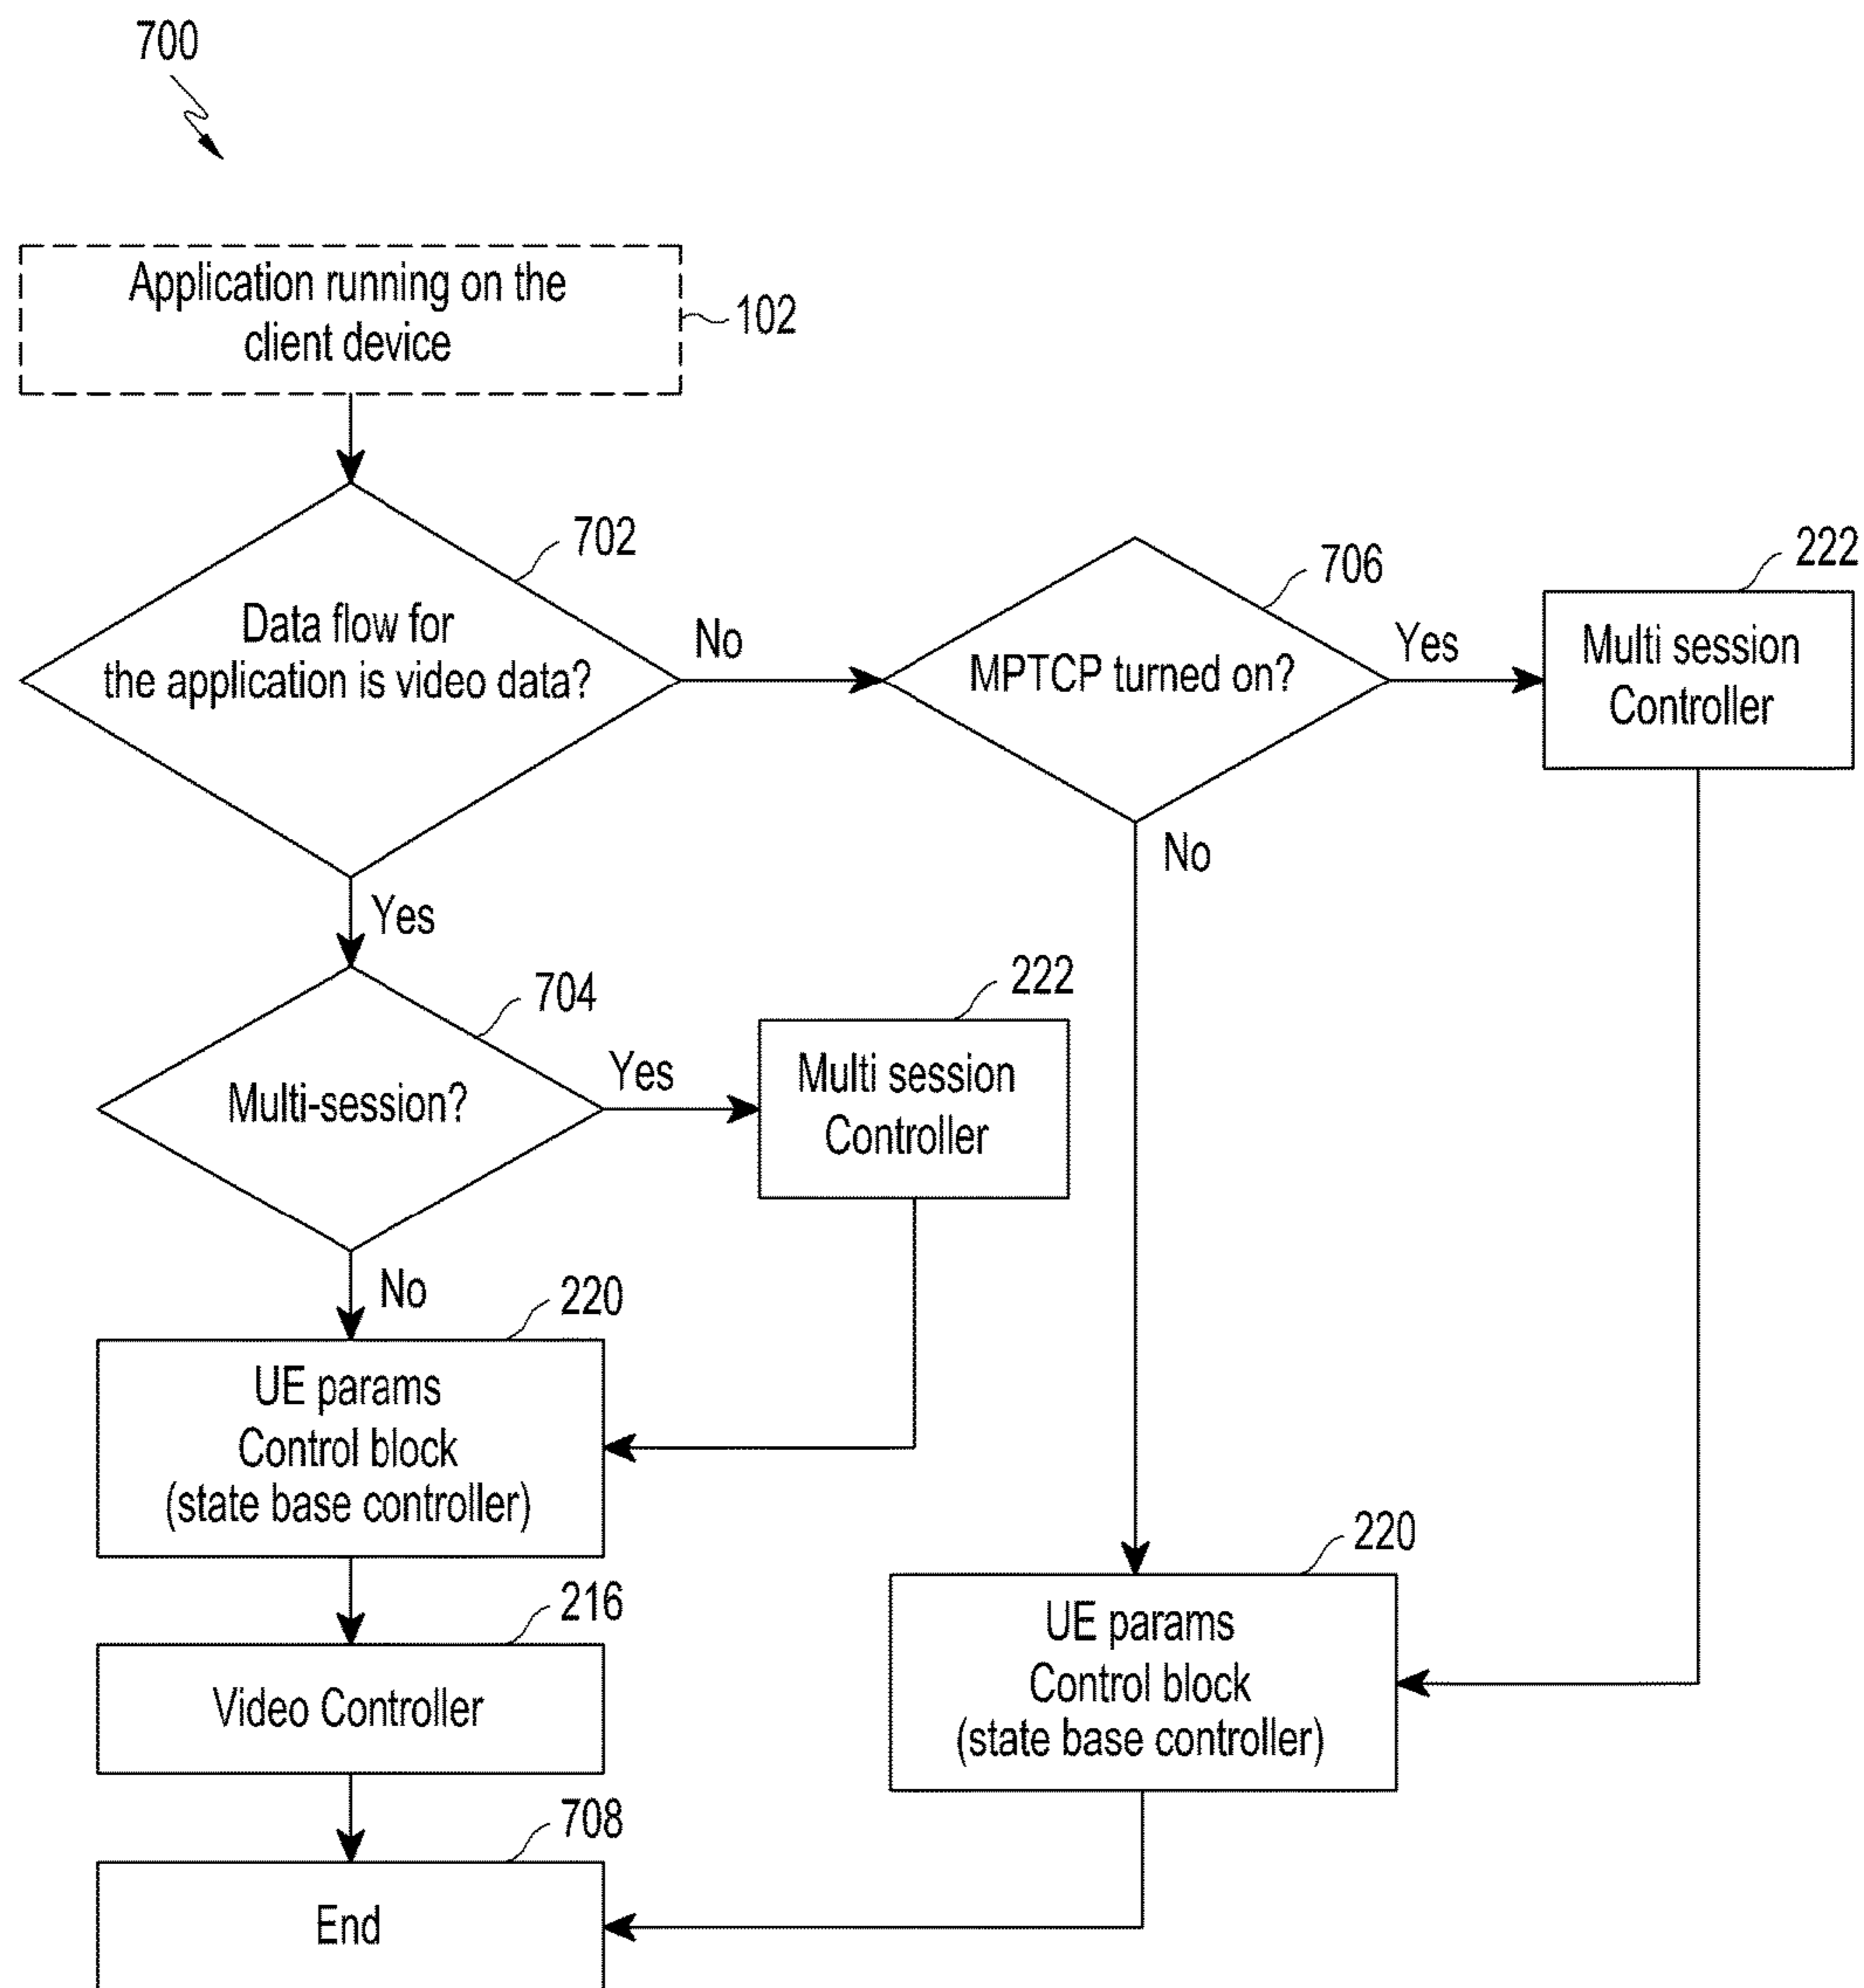 700
Application running on the
client device
102
702
Data flow for
the application is video data?
No
706
MPTCP turned on?
Yes
222
Multi session
Controller
No
Yes
704
Multi-session?
Yes
222
Multi session
Controller
No
220
UE params
Control block
(state base controller)
220
UE params
Control block
(state base controller)
216
Video Controller
708
End